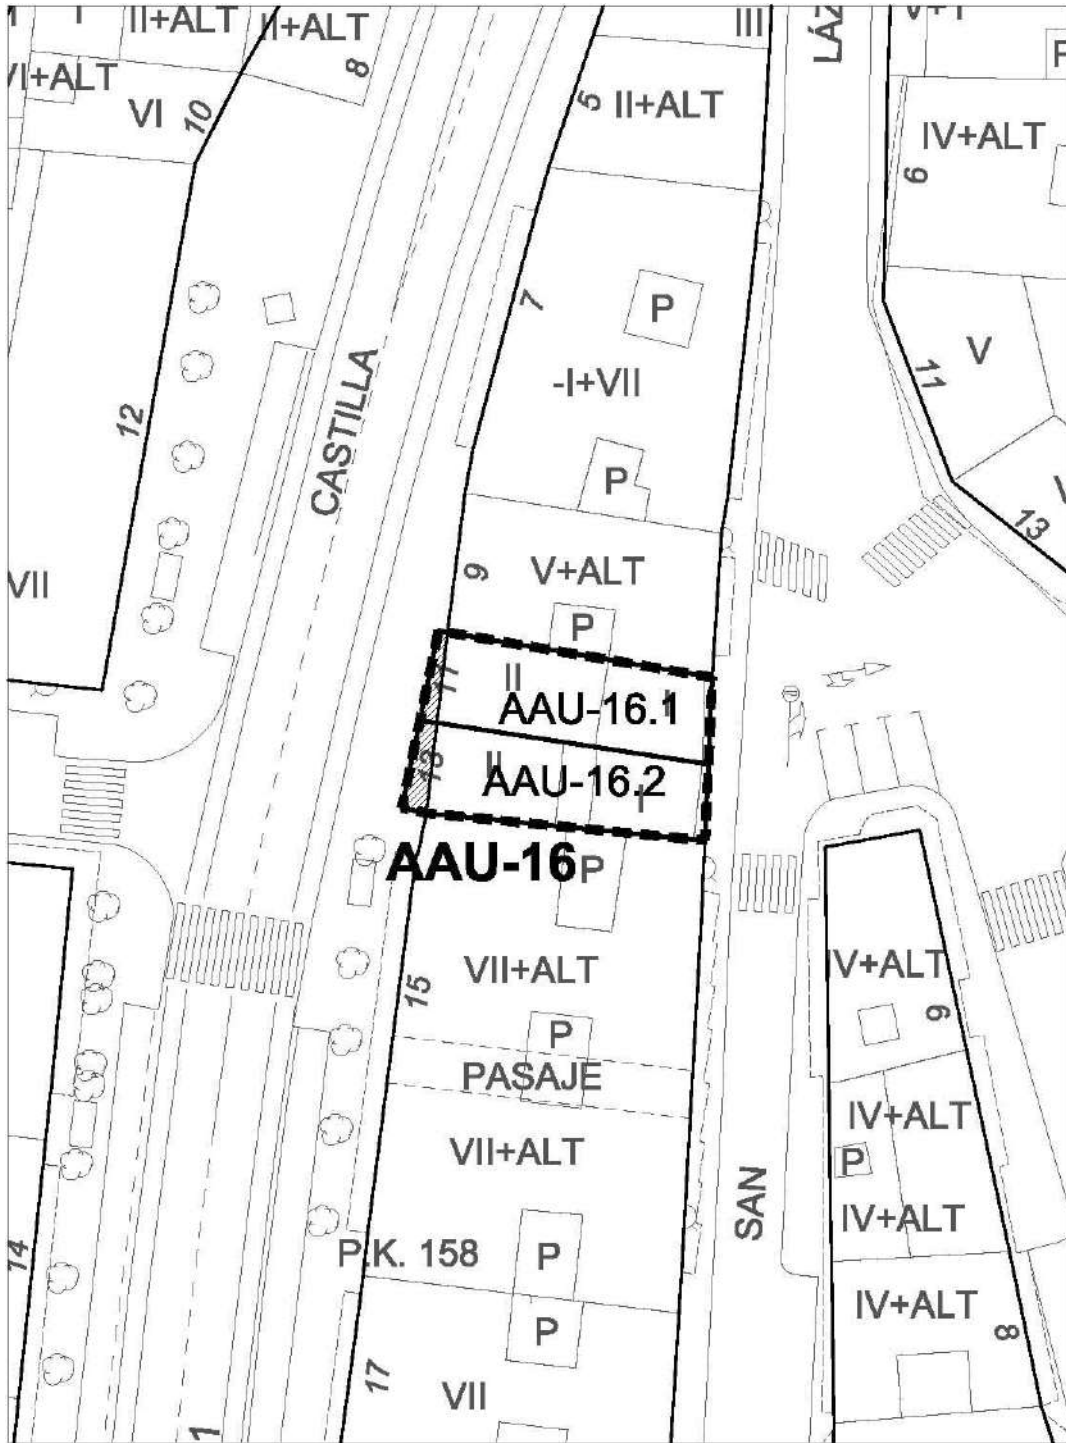 II+ALT
II+ALT
III
LÁZ
V+I
VI+ALT
8
VI
10
5
II+ALT
IV+ALT
6
P
7
P
CASTILLA
12
-I+VII
V
11
P
13
VII
9
V+ALT
P
11
II
I
AAU-16.1
13
II
I
AAU-16.2
AAU-16
P
VII+ALT
15
IV+ALT
6
P
PASAJE
IV+ALT
VII+ALT
P
SAN
IV+ALT
14
P.K. 158
P
IV+ALT
8
P
17
VII
1